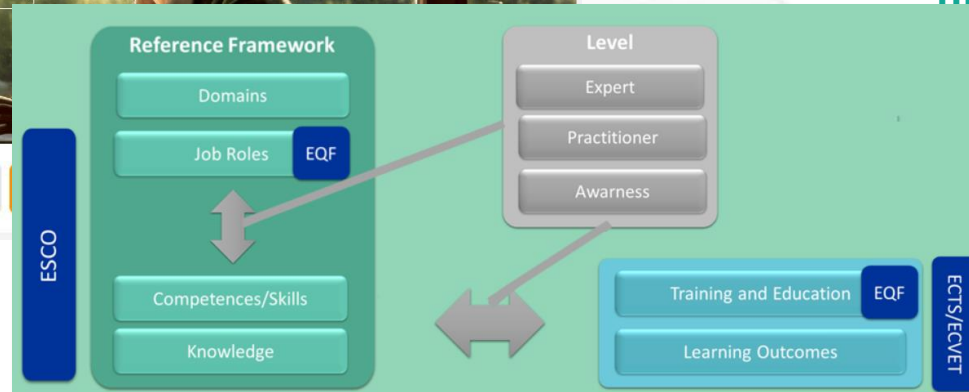 Reference Framework
Domains
Job Roles
EQF
ESCO
Competences/Skills
Knowledge
Level
Expert
Practitioner
Awarness
Training and Education
EQF
Learning Outcomes
ECTS/ECVET